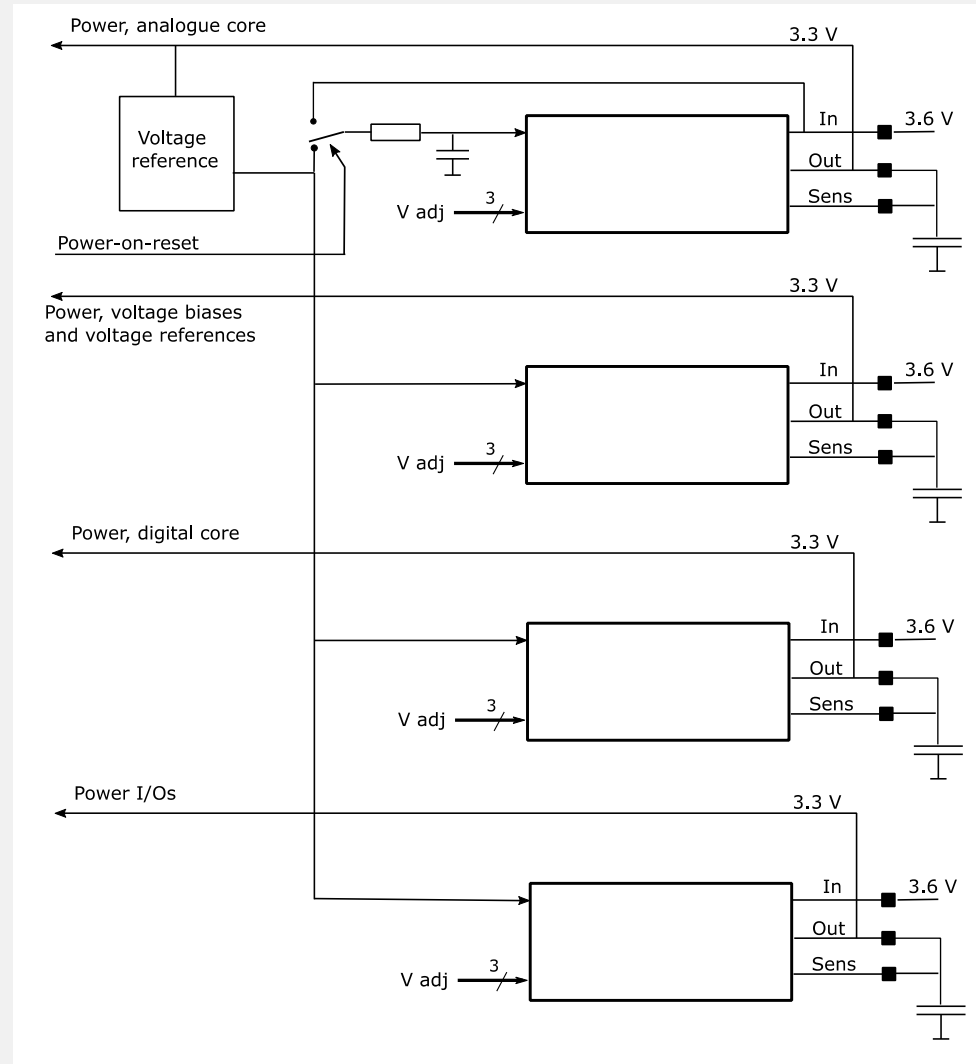 Power, analogue core
3.3 V
Voltage
reference
In
3.6 V
Out
Sens
3
V adj
Power-on-reset
3.3 V
Power, voltage biases
and voltage references
In
3.6 V
Out
Sens
3
V adj
Power, digital core
3.3 V
In
3.6 V
Out
Sens
3
V adj
Power I/Os
3.3 V
In
3.6 V
Out
Sens
3
V adj